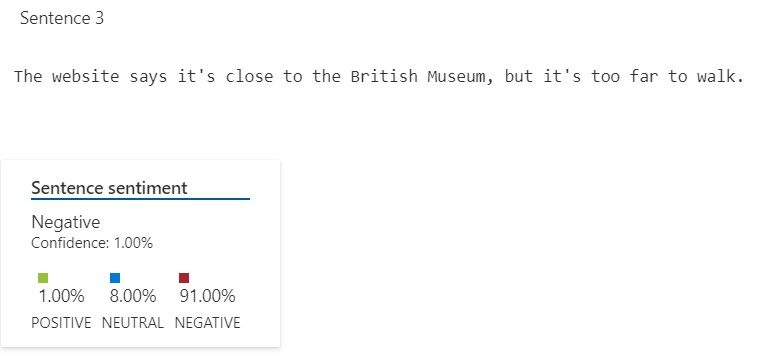 Sentence 3
The website says it's close to the British Museum, but it's too far to walk.
Sentence sentiment
Negative
Confidence: 1.00%
1.00% 8.00% 91.00%
POSITIVE NEUTRAL NEGATIVE